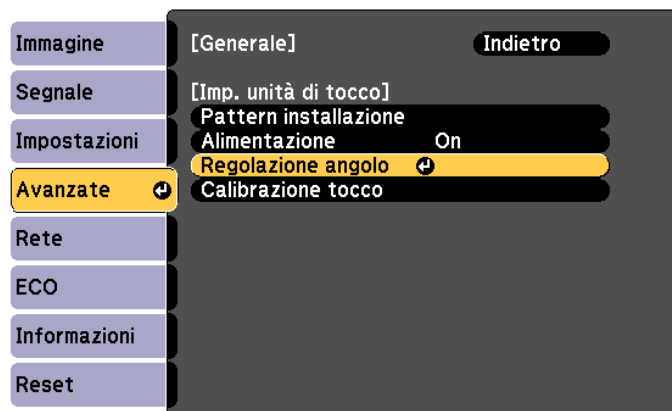 Immagine
Segnale
Impostazioni
Avanzate
Rete
ECO
Informazioni
Reset
[Generale] Indietro
[Imp. unità di tocco]
Pattern installazione
Alimentazione On
Regolazione angolo
Calibrazione tocco